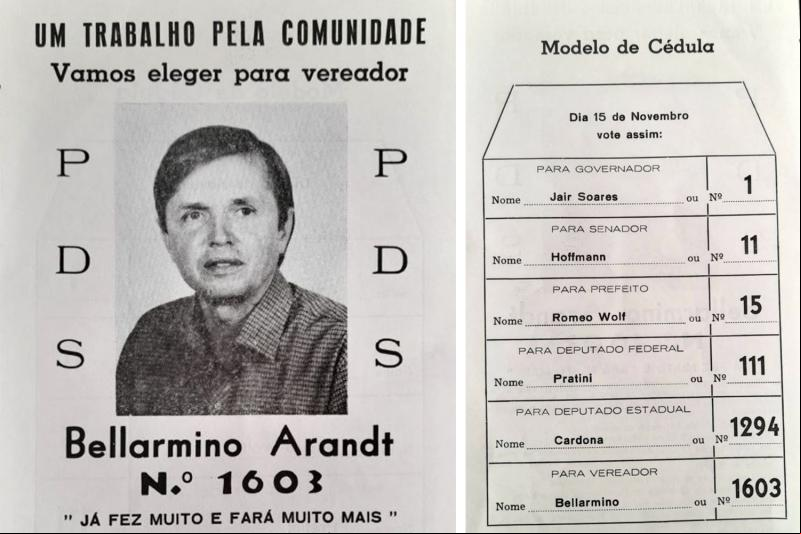 UM TRABALHO PELA COMUNIDADE
Vamos eleger para vereador
P
D
S
P
D
S
Bellarmino Arandt
N.º 1603
" JÁ FEZ MUITO E FARÁ MUITO MAIS "
Modelo de Cédula
Dia 15 de Novembro
vote assim:
PARA GOVERNADOR
Nome Jair Soares ou Nº 1
PARA SENADOR
Nome Hoffmann ou Nº 11
PARA PREFEITO
Nome Romeo Wolf ou Nº 15
PARA DEPUTADO FEDERAL
Nome Pratini ou Nº 111
PARA DEPUTADO ESTADUAL
Nome Cardona ou Nº 1294
PARA VEREADOR
Nome Bellarmino ou Nº 1603